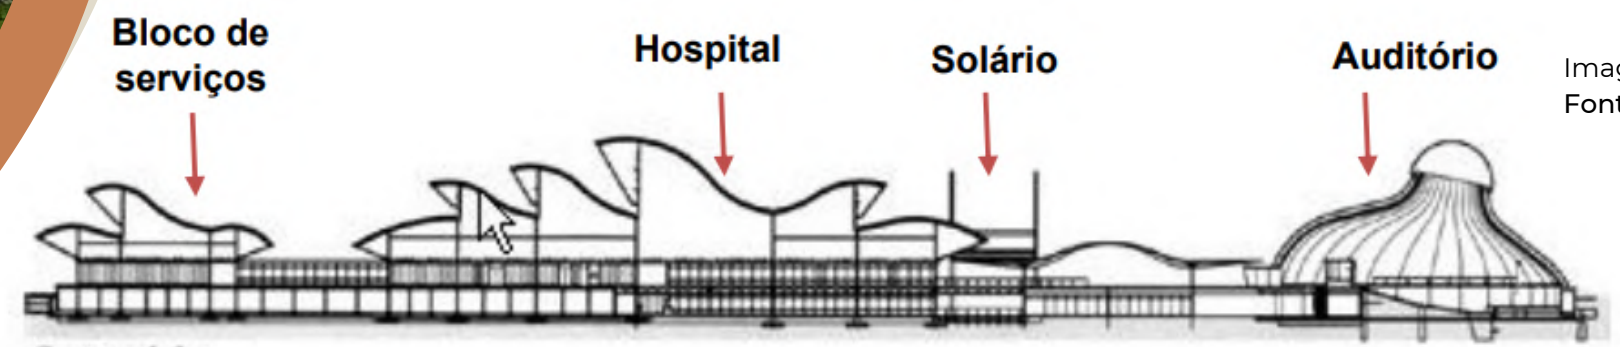 Bloco de
serviços
Hospital
Solário
Auditório
Imag
Font